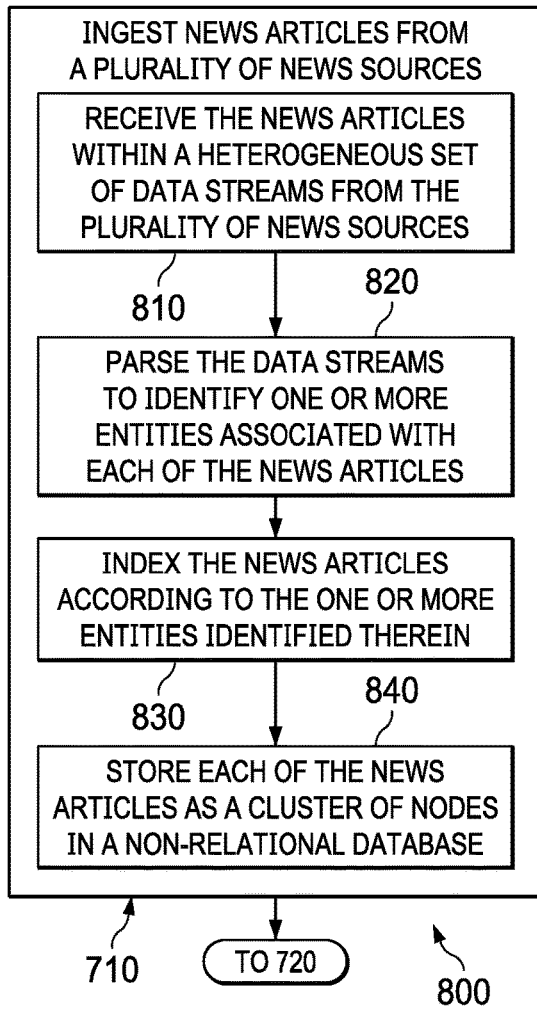 INGEST NEWS ARTICLES FROM
A PLURALITY OF NEWS SOURCES
RECEIVE THE NEWS ARTICLES
WITHIN A HETEROGENEOUS SET
OF DATA STREAMS FROM THE
PLURALITY OF NEWS SOURCES
810
820
PARSE THE DATA STREAMS
TO IDENTIFY ONE OR MORE
ENTITIES ASSOCIATED WITH
EACH OF THE NEWS ARTICLES
INDEX THE NEWS ARTICLES
ACCORDING TO THE ONE OR MORE
ENTITIES IDENTIFIED THEREIN
830
840
STORE EACH OF THE NEWS
ARTICLES AS A CLUSTER OF NODES
IN A NON-RELATIONAL DATABASE
710
TO 720
800